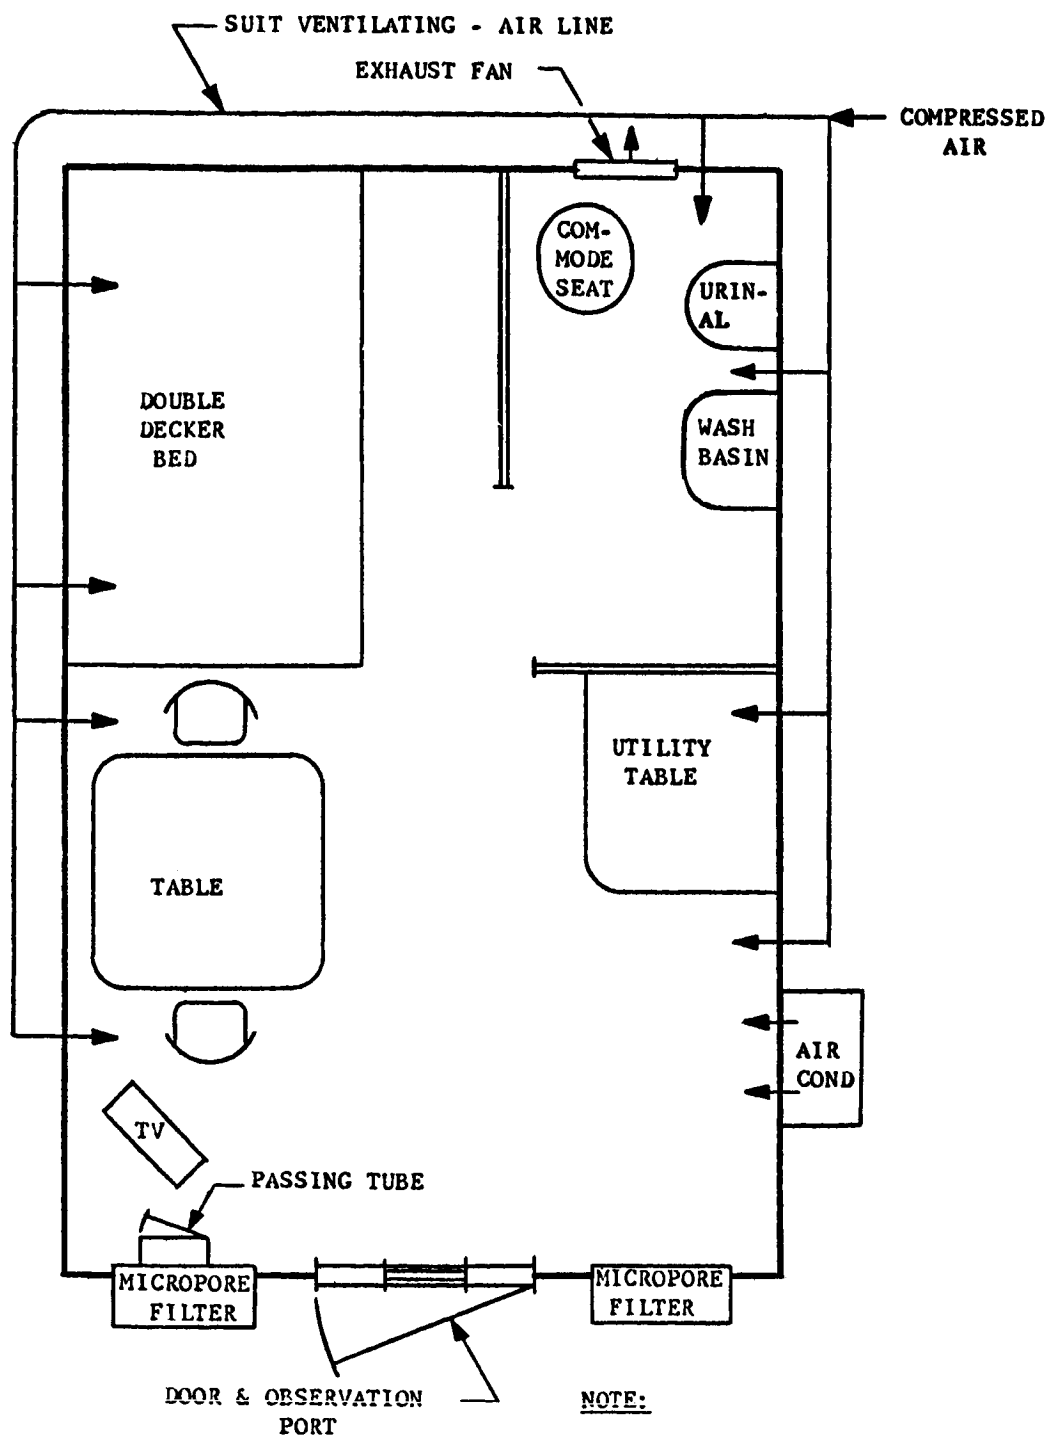 SUIT VENTILATING - AIR LINE
EXHAUST FAN
COMPRESSED
AIR
COM-
MODE
SEAT
URIN-
AL
DOUBLE
DECKER
BED
WASH
BASIN
UTILITY
TABLE
TABLE
AIR
COND
TV
PASSING TUBE
MICROPORE
FILTER
MICROPORE
FILTER
DOOR & OBSERVATION
PORT
NOTE: